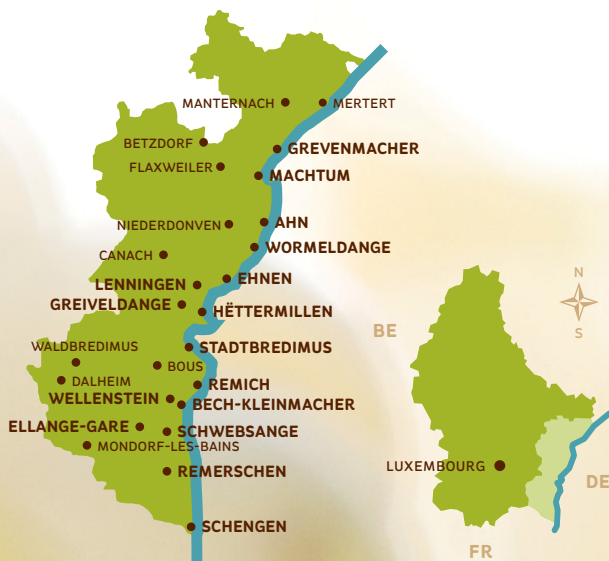 MANTERNACH
MERTERT
BETZDORF
GREVENMACHER
FLAXWEILER
MACHTUM
NIEDERDONVEN
AHN
WORMELDANGE
CANACH
EHNEN
LENNINGEN
GREIVELDANGE
HËTTERMILLEN
STADTBREDIMUS
WALDBREDIMUS
BOUS
DALHEIM
REMICH
WELLENSTEIN
BECH-KLEINMACHER
ELLANGE-GARE
SCHWEBSANGE
MONDORF-LES-BAINS
REMERSCHEN
SCHENGEN
N
S
BE
LUXEMBOURG
DE
FR